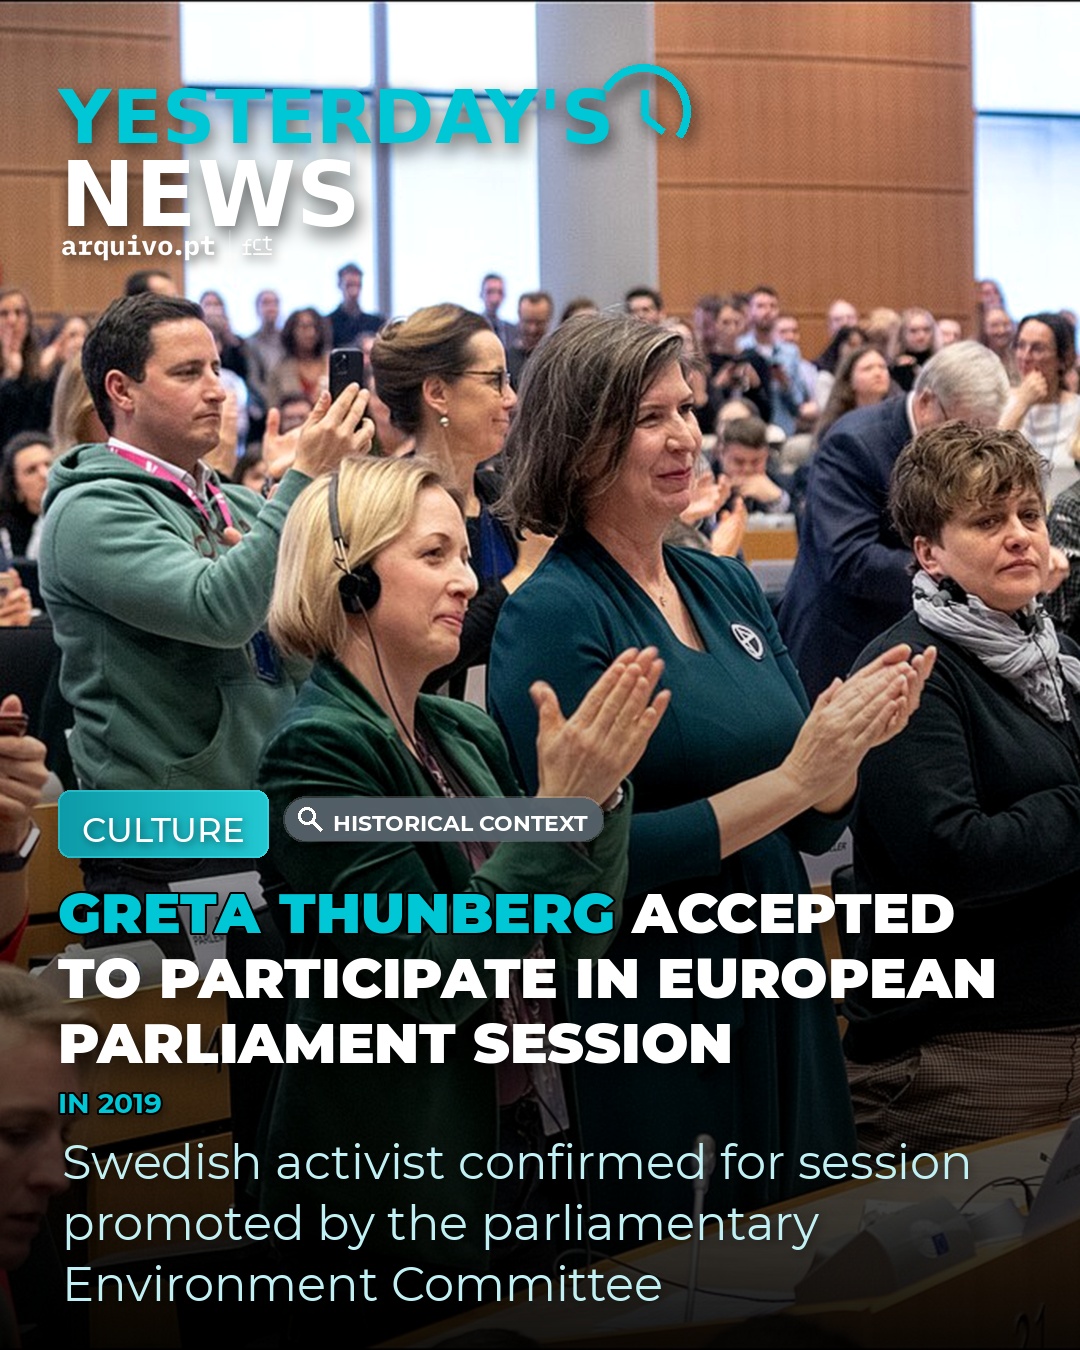 YESTERDAY'S
NEWS
arquivo.pt | fct
CULTURE
HISTORICAL CONTEXT
GRETA THUNBERG ACCEPTED
TO PARTICIPATE IN EUROPEAN
PARLIAMENT SESSION
IN 2019
Swedish activist confirmed for session
promoted by the parliamentary
Environment Committee